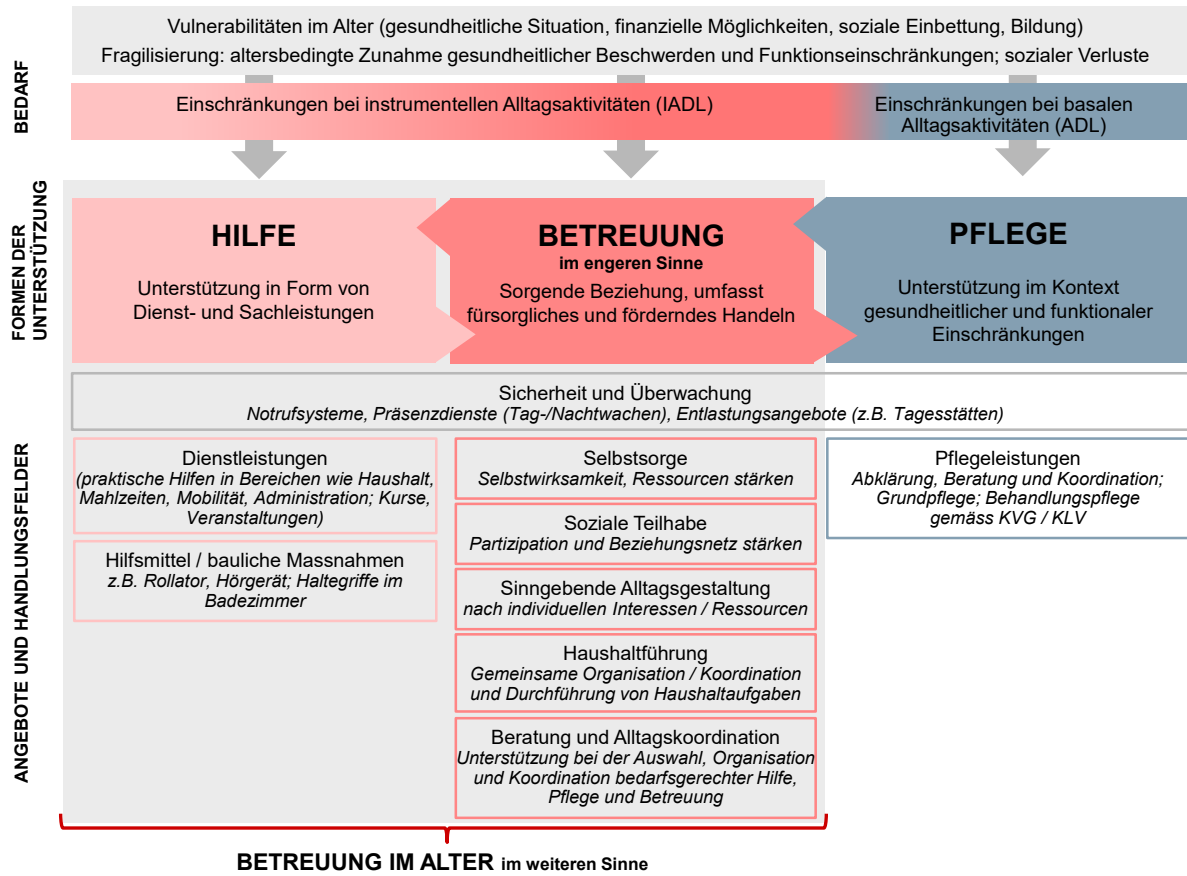 Vulnerabilitäten im Alter (gesundheitliche Situation, finanzielle Möglichkeiten, soziale Einbettung, Bildung)
Fragilisierung: altersbedingte Zunahme gesundheitlicher Beschwerden und Funktionseinschränkungen; sozialer Verluste
BEDARF
Einschränkungen bei instrumentellen Alltagsaktivitäten (IADL)
Einschränkungen bei basalen
Alltagsaktivitäten (ADL)
FORMEN DER
UNTERSTÜTZUNG
HILFE
Unterstützung in Form von
Dienst- und Sachleistungen
BETREUUNG
im engeren Sinne
Sorgende Beziehung, umfasst
fürsorgliches und förderndes Handeln
PFLEGE
Unterstützung im Kontext
gesundheitlicher und funktionaler
Einschränkungen
ANGEBOTE UND HANDLUNGSFELDER
Sicherheit und Überwachung
Notrufsysteme, Präsenzdienste (Tag-/Nachtwachen), Entlastungsangebote (z.B. Tagesstätten)
Dienstleistungen
(praktische Hilfen in Bereichen wie Haushalt,
Mahlzeiten, Mobilität, Administration; Kurse,
Veranstaltungen)
Hilfsmittel / bauliche Massnahmen
z.B. Rollator, Hörgerät; Haltegriffe im
Badezimmer
Selbstsorge
Selbstwirksamkeit, Ressourcen stärken
Soziale Teilhabe
Partizipation und Beziehungsnetz stärken
Sinngebende Alltagsgestaltung
nach individuellen Interessen / Ressourcen
Haushaltführung
Gemeinsame Organisation / Koordination
und Durchführung von Haushaltaufgaben
Beratung und Alltagskoordination
Unterstützung bei der Auswahl, Organisation
und Koordination bedarfsgerechter Hilfe,
Pflege und Betreuung
Pflegeleistungen
Abklärung, Beratung und Koordination;
Grundpflege; Behandlungspflege
gemäss KVG / KLV
BETREUUNG IM ALTER im weiteren Sinne